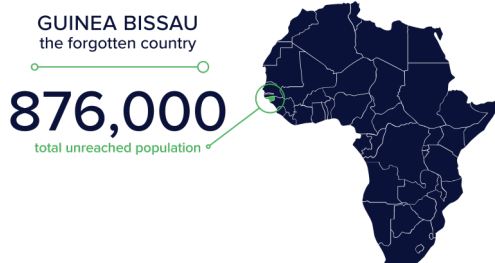 GUINEA BISSAU
the forgotten country
876,000
total unreached population